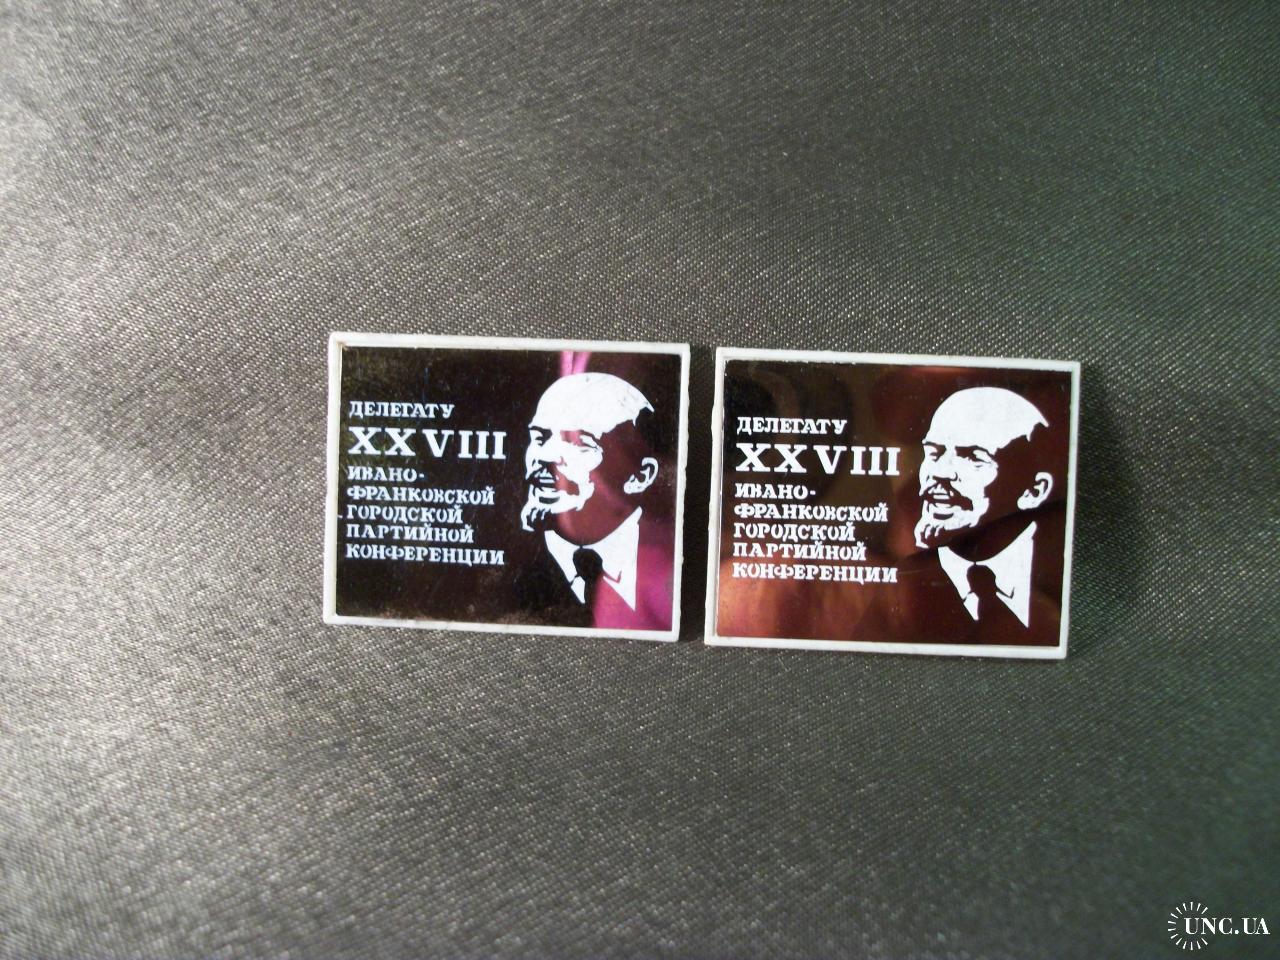 ДЕЛЕГАТУ
XXVIII
ИВАНО-
ФРАНКОВСКОЙ
ГОРОДСКОЙ
ПАРТИЙНОЙ
КОНФЕРЕНЦИИ
ДЕЛЕГАТУ
XXVIII
ИВАНО-
ФРАНКОВСКОЙ
ГОРОДСКОЙ
ПАРТИЙНОЙ
КОНФЕРЕНЦИИ
UNC.UA